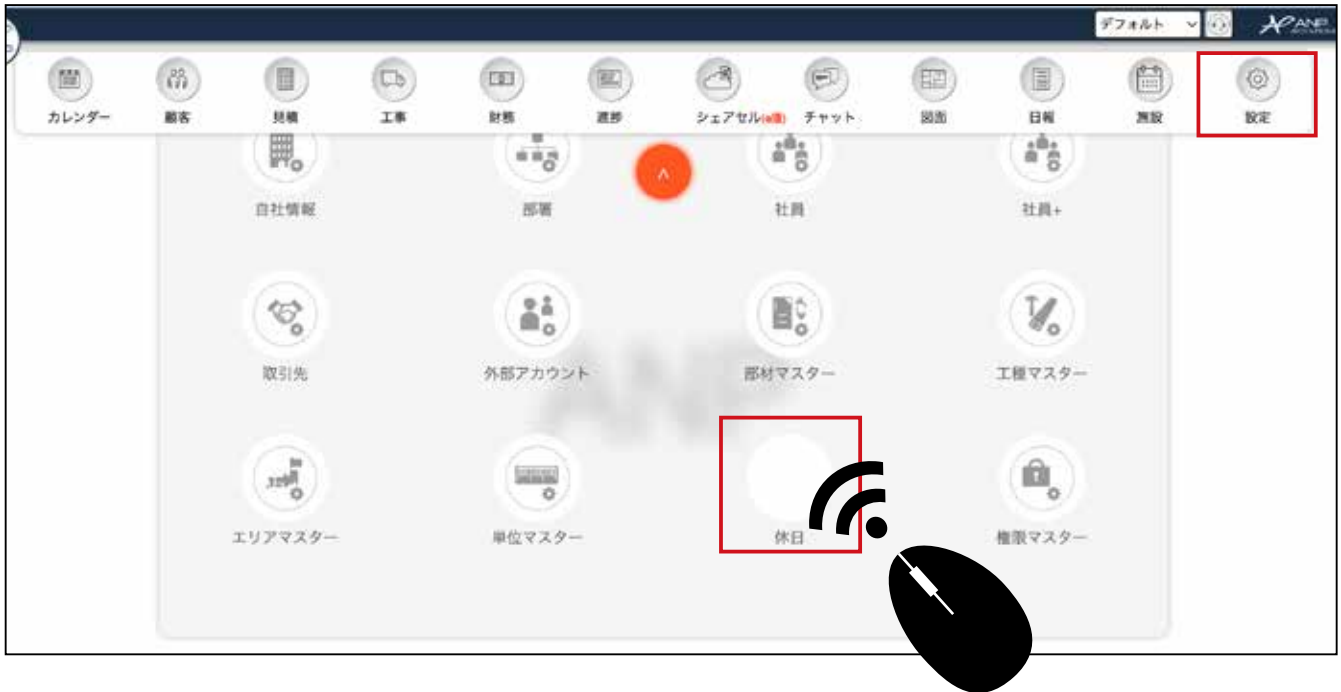 デフォルト
ANP
カレンダー 顧客 見積 工事 財務 進捗 シェアセル(α版) チャット 図面 日報 施設 設定
自社情報 部署 社員 社員+
取引先 外部アカウント 部材マスター 工種マスター
ANP
エリアマスター 単位マスター 休日 権限マスター